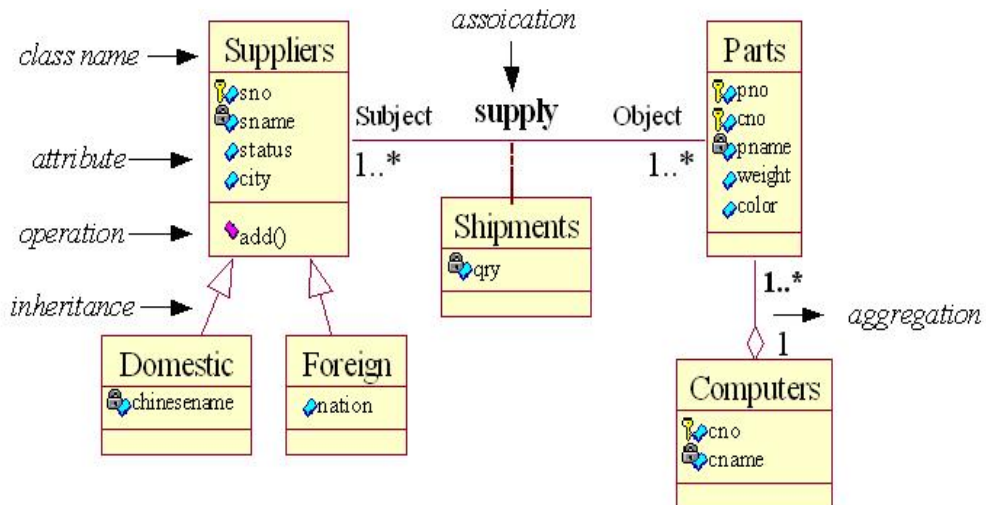 assoication
class name
Suppliers
sno
sname
status
city
add()
attribute
operation
inheritance
Subject
supply
Object
1..*
1..*
Parts
pno
cno
pname
weight
color
Shipments
qry
1..*
aggregation
1
Domestic
chinesename
Foreign
nation
Computers
cno
cname